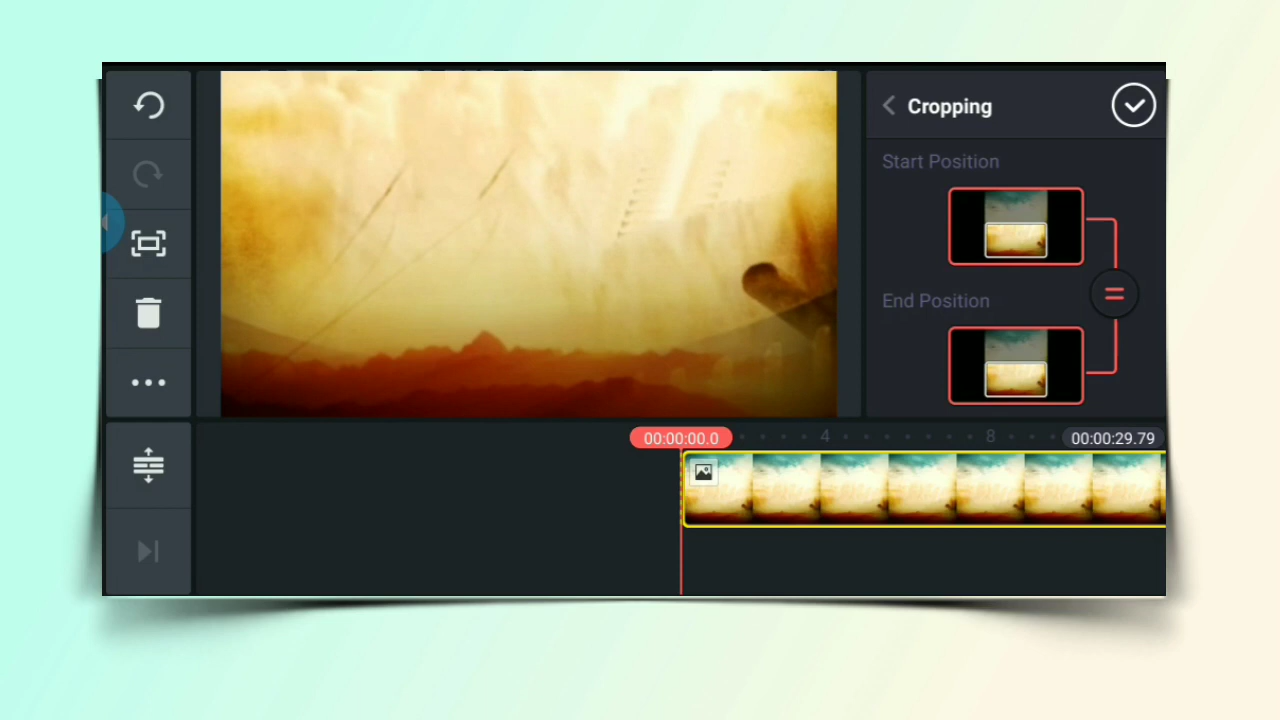 Cropping
Start Position
End Position
00:00:00.0
4
8
00:00:29.79